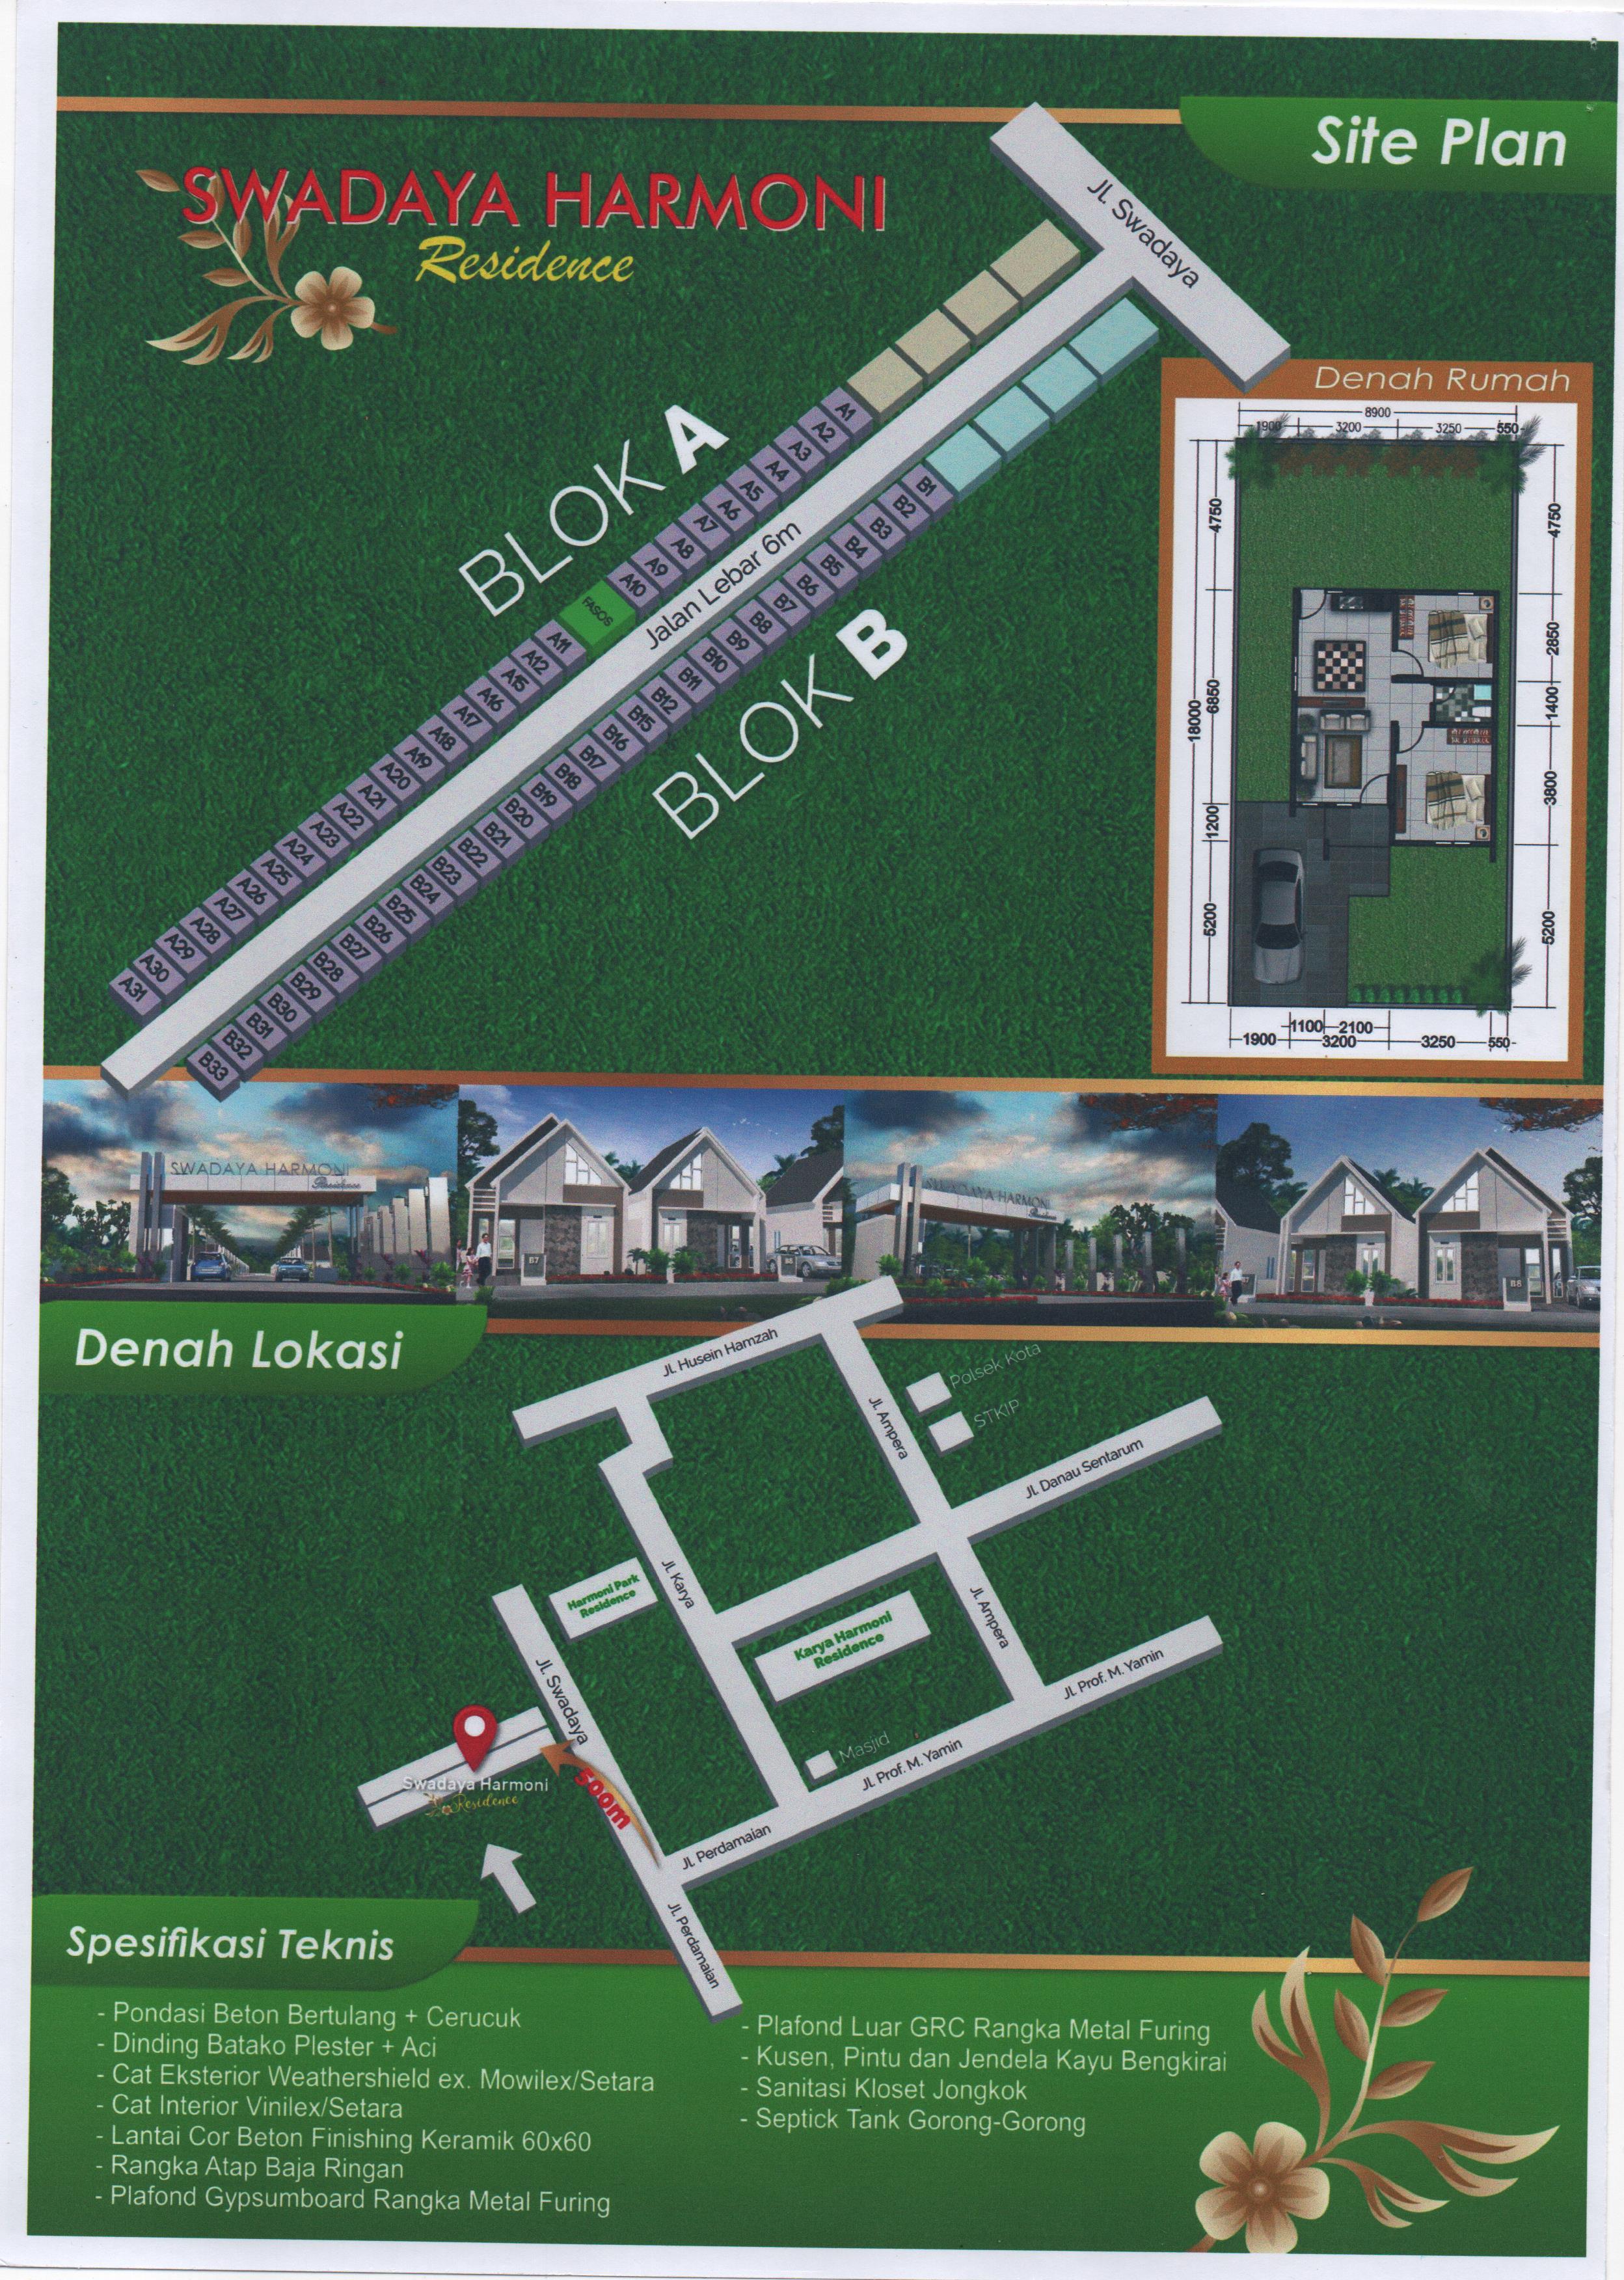 Site Plan
SWADAYA HARMONI
Residence
Jl. Swadaya
BLOK A
A1
A2
A3
A4
A5
A6
A7
A8
A9
A10
FASOS
A11
A12
A15
A16
A17
A18
A19
A20
A21
A22
A23
A24
A25
A26
A27
A28
A29
A30
A31
Jalan Lebar 6m
BLOK B
B1
B2
B3
B4
B5
B6
B7
B8
B9
B10
B11
B12
B15
B16
B17
B18
B19
B20
B21
B22
B23
B24
B25
B26
B27
B28
B29
B30
B31
B32
B33
Denah Rumah
8900
1900 3200 3250 550
4750
6850
18000
1200
5200
4750
2850
1400
3800
5200
1100 2100
1900 3200 3250 550
SWADAYA HARMONI
Residence
B7
SWADAYA HARMONI
Residence
B8
Denah Lokasi
Jl. Husein Hamzah
Jl. Ampera
Polsek Kota
STKIP
Jl. Danau Sentarum
Jl. Karya
Harmoni Park
Residence
Karya Harmoni
Residence
Jl. Ampera
Jl. Prof. M. Yamin
Jl. Swadaya
Masjid
Jl. Prof. M. Yamin
Swadaya Harmoni
Residence
500M
Jl. Perdamaian
Jl. Perdamaian
Spesifikasi Teknis
- Pondasi Beton Bertulang + Cerucuk
- Dinding Batako Plester + Aci
- Cat Eksterior Weathershield ex. Mowilex/Setara
- Cat Interior Vinilex/Setara
- Lantai Cor Beton Finishing Keramik 60x60
- Rangka Atap Baja Ringan
- Plafond Gypsumboard Rangka Metal Furing
- Plafond Luar GRC Rangka Metal Furing
- Kusen, Pintu dan Jendela Kayu Bengkirai
- Sanitasi Kloset Jongkok
- Septick Tank Gorong-Gorong